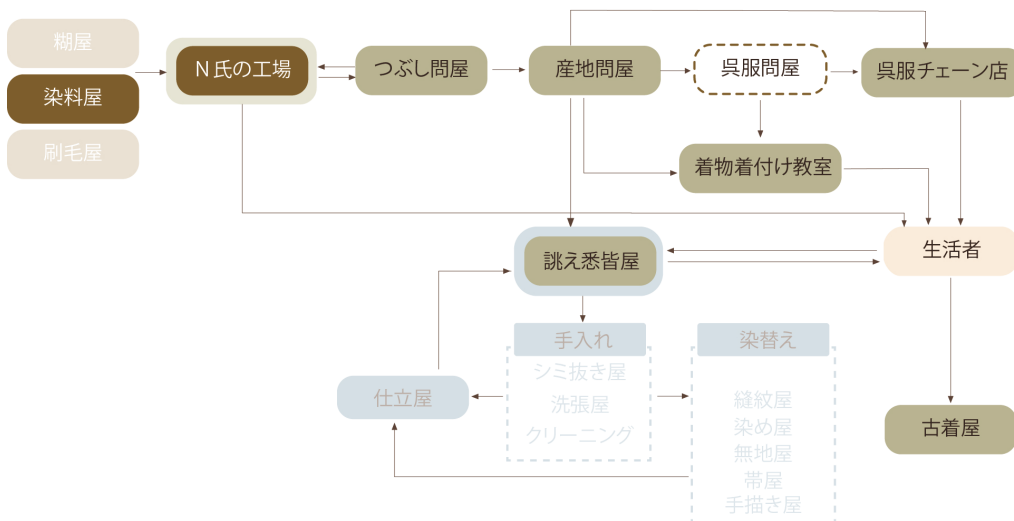 糊屋
染料屋
刷毛屋
N氏の工場
つぶし問屋
産地問屋
呉服問屋
呉服チェーン店
着物着付け教室
生活者
誂え悉皆屋
手入れ
シミ抜き屋
洗張屋
クリーニング
染替え
縫紋屋
染め屋
無地屋
帯屋
手描き屋
仕立屋
古着屋